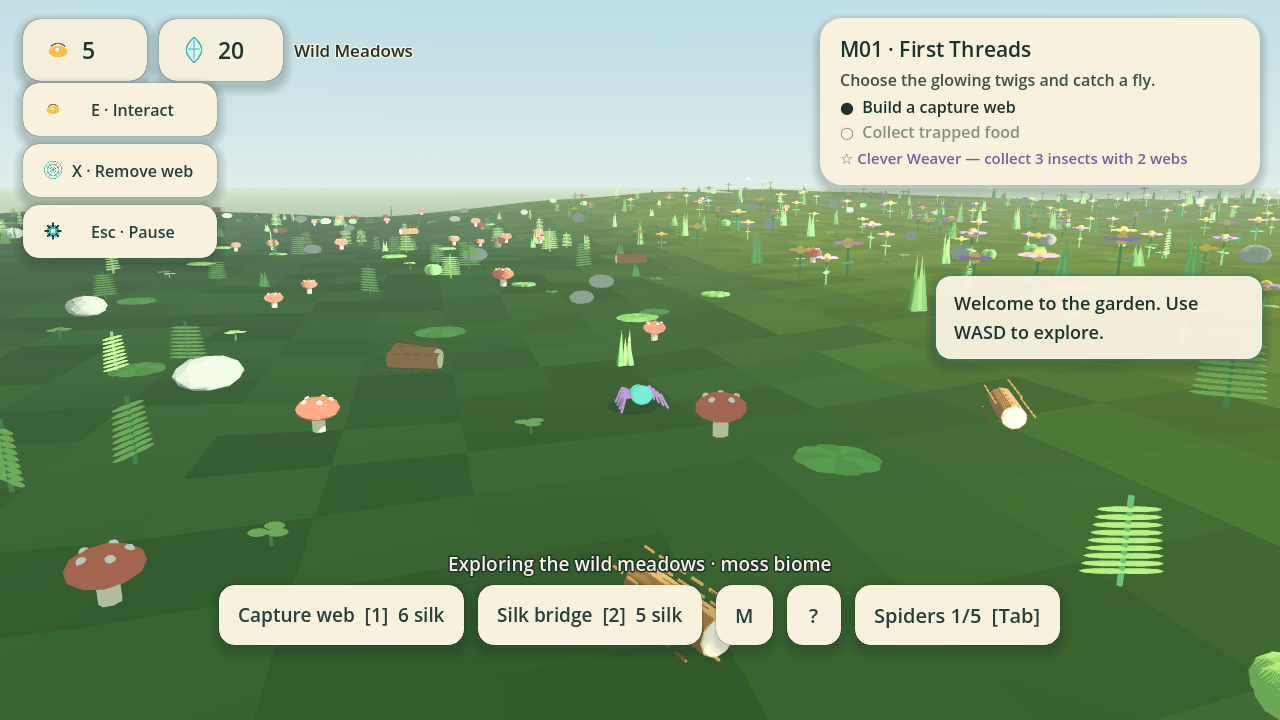 5
20
Wild Meadows
E · Interact
X · Remove web
Esc · Pause
M01 · First Threads
Choose the glowing twigs and catch a fly.
● Build a capture web
○ Collect trapped food
☆ Clever Weaver — collect 3 insects with 2 webs
Welcome to the garden. Use
WASD to explore.
Exploring the wild meadows · moss biome
Capture web [1] 6 silk
Silk bridge [2] 5 silk
M
?
Spiders 1/5 [Tab]